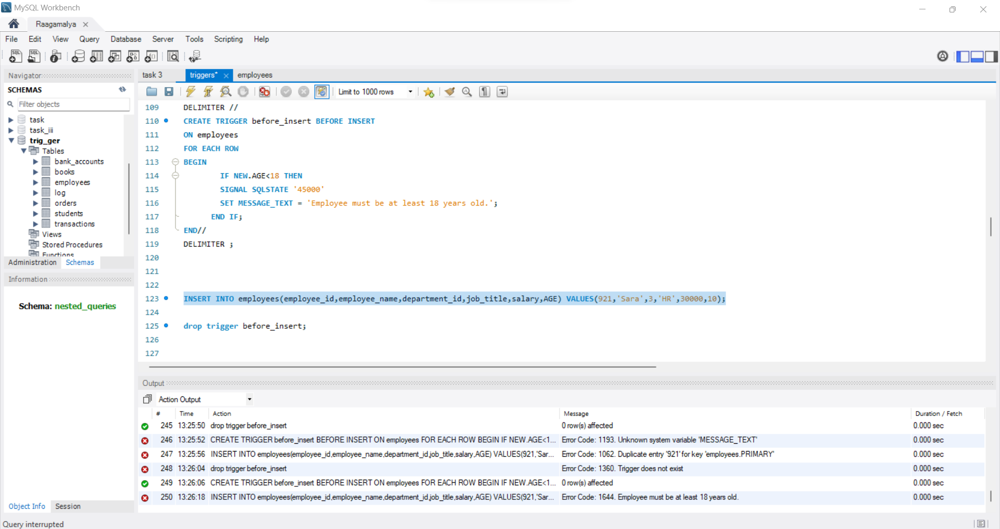 MySQL Workbench
Raagamalya
File Edit View Query Database Server Tools Scripting Help
Navigator
SCHEMAS
Filter objects
task
task_iii
trig_ger
Tables
bank_accounts
books
employees
log
orders
students
transactions
Views
Stored Procedures
Functions
Administration Schemas
Information
Schema: nested_queries
Object Info Session
Query interrupted
task 3 triggers* employees
Limit to 1000 rows
109 DELIMITER //
110 CREATE TRIGGER before_insert BEFORE INSERT
111 ON employees
112 FOR EACH ROW
113 BEGIN
114 IF NEW.AGE<18 THEN
115 SIGNAL SQLSTATE '45000'
116 SET MESSAGE_TEXT = 'Employee must be at least 18 years old.';
117 END IF;
118 END//
119 DELIMITER ;
120
121
122
123 INSERT INTO employees(employee_id,employee_name,department_id,job_title,salary,AGE) VALUES(921,'Sara',3,'HR',30000,10);
124
125 drop trigger before_insert;
126
127
Output
Action Output
# Time Action Message Duration / Fetch
245 13:25:50 drop trigger before_insert 0 row(s) affected 0.000 sec
246 13:25:52 CREATE TRIGGER before_insert BEFORE INSERT ON employees FOR EACH ROW BEGIN IF NEW.AGE<1... Error Code: 1193. Unknown system variable 'MESSAGE_TEXT' 0.000 sec
247 13:25:56 INSERT INTO employees(employee_id,employee_name,department_id,job_title,salary,AGE) VALUES(921,'Sar... Error Code: 1062. Duplicate entry '921' for key 'employees.PRIMARY' 0.000 sec
248 13:26:04 drop trigger before_insert Error Code: 1360. Trigger does not exist 0.000 sec
249 13:26:06 CREATE TRIGGER before_insert BEFORE INSERT ON employees FOR EACH ROW BEGIN IF NEW.AGE<1... 0 row(s) affected 0.000 sec
250 13:26:18 INSERT INTO employees(employee_id,employee_name,department_id,job_title,salary,AGE) VALUES(921,'Sar... Error Code: 1644. Employee must be at least 18 years old. 0.000 sec